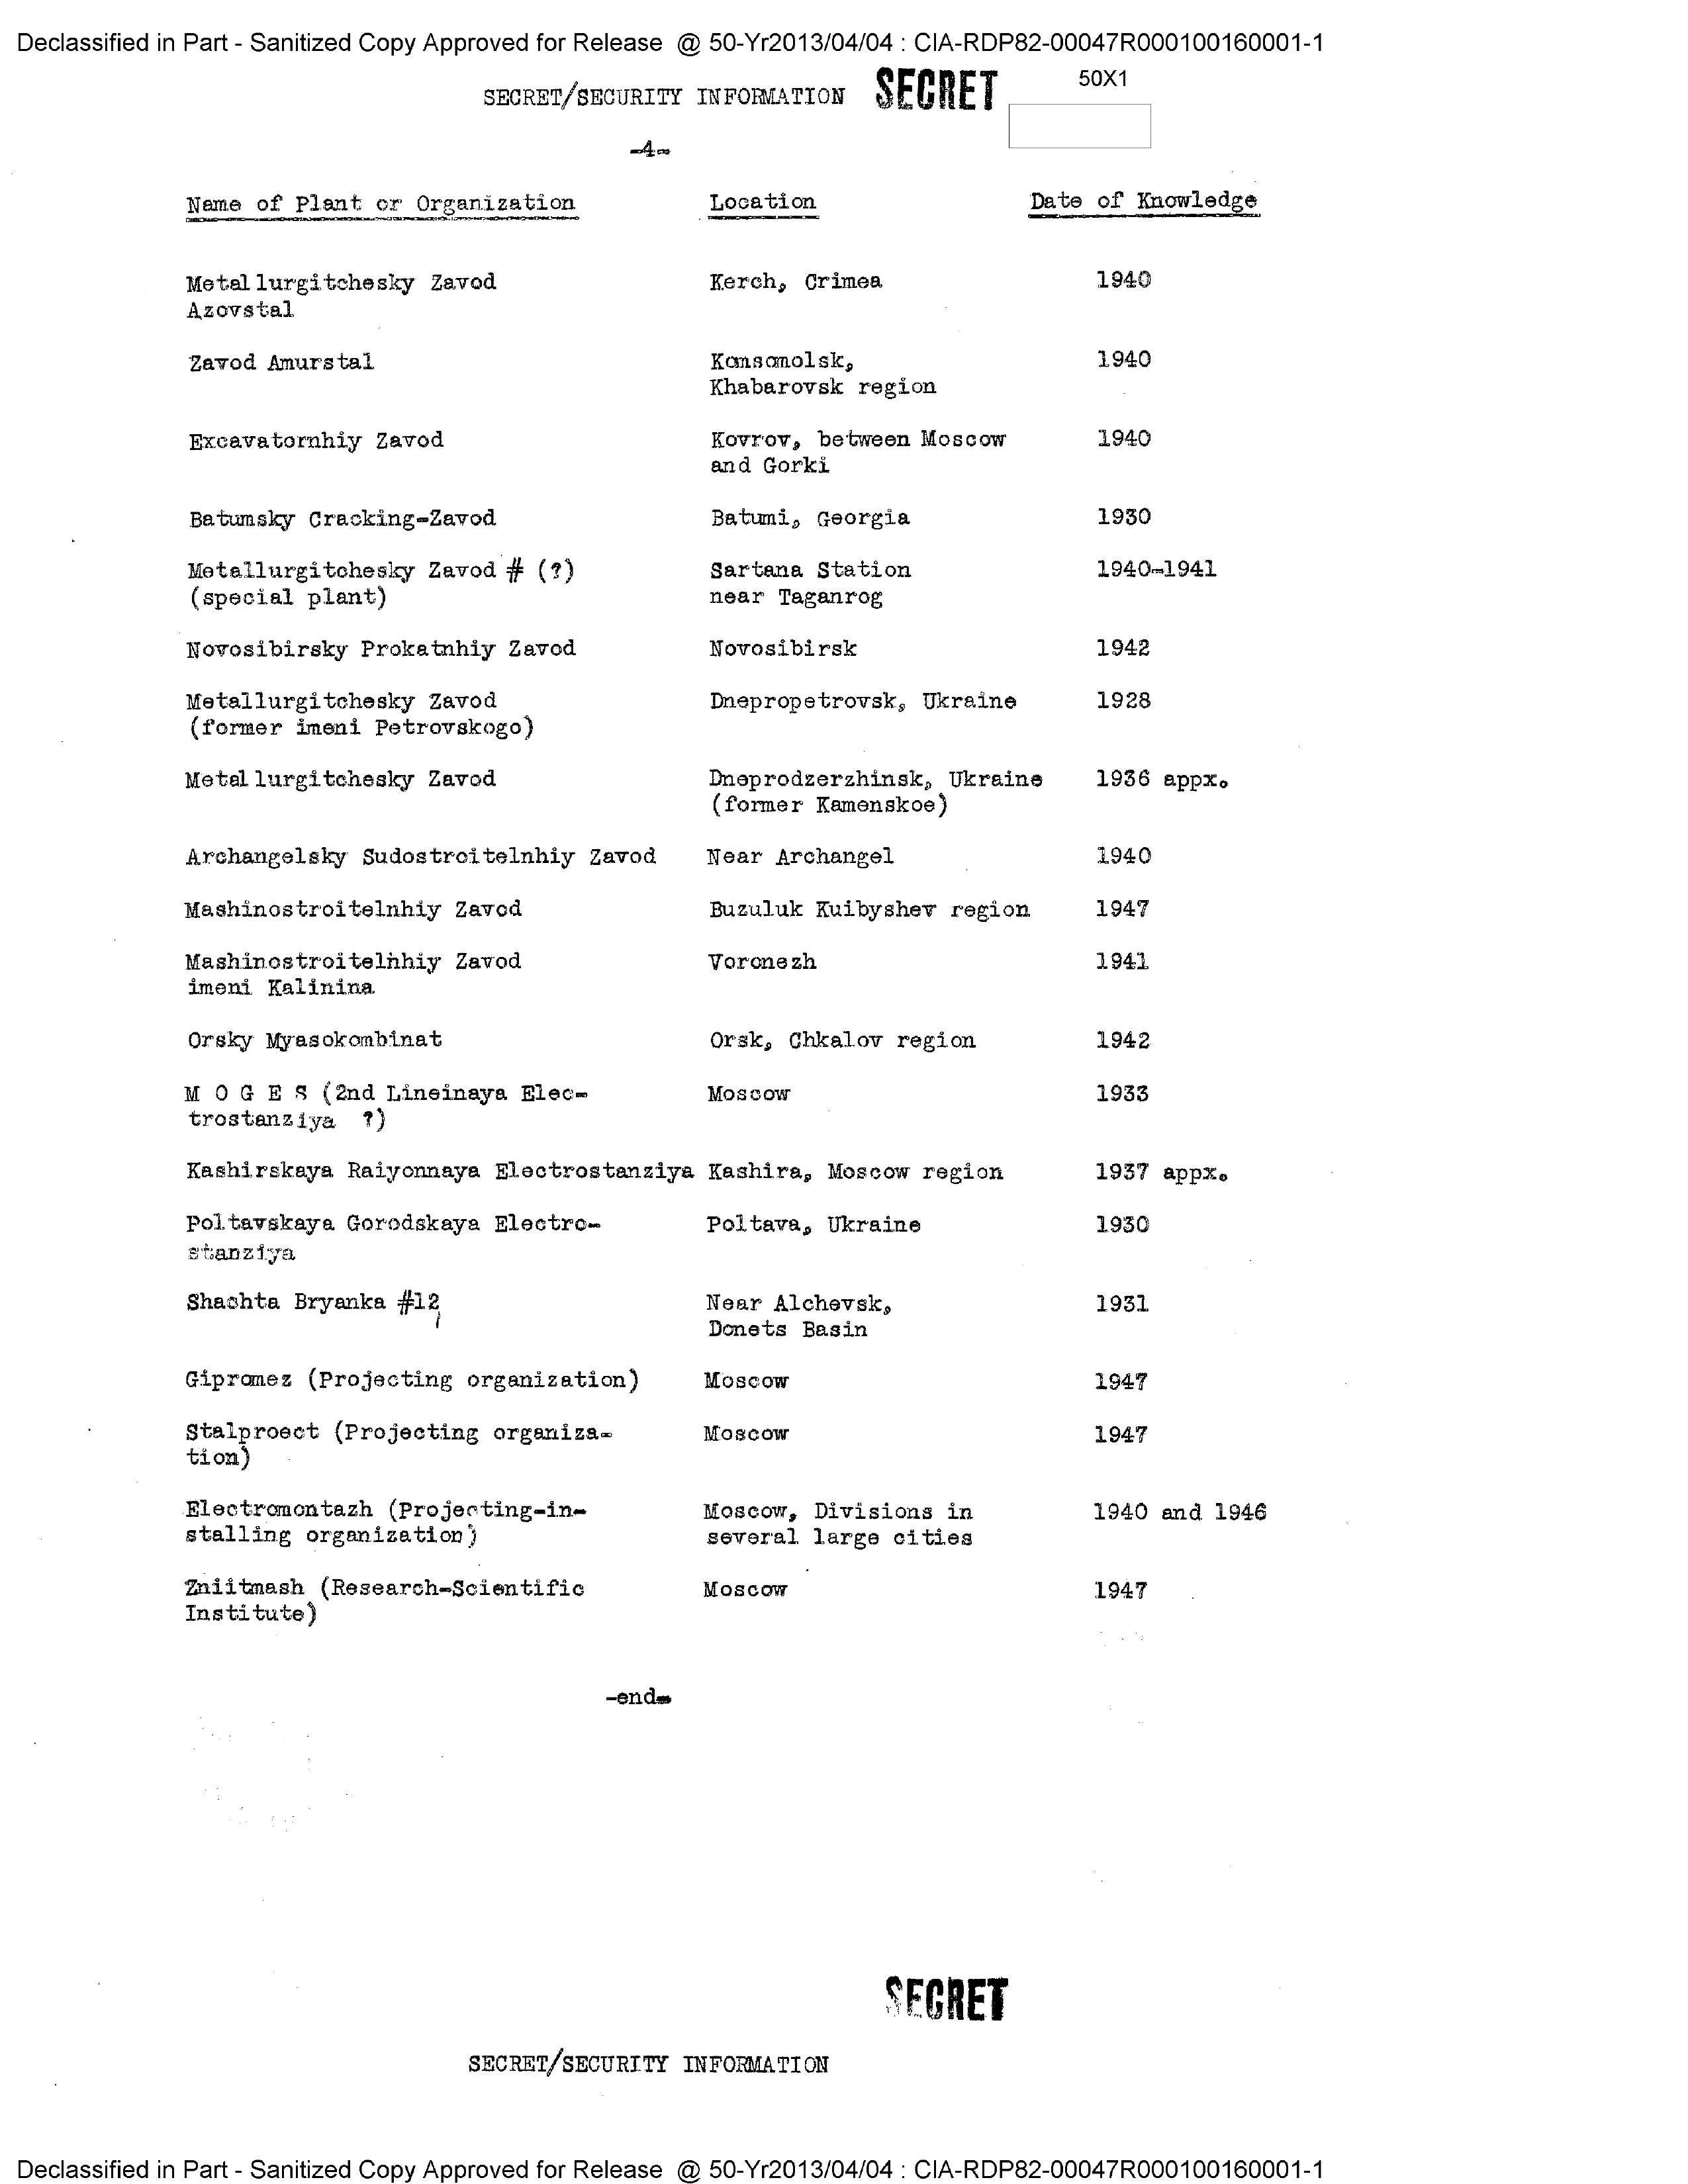 Declassified in Part - Sanitized Copy Approved for Release @ 50-Yr2013/04/04 : CIA-RDP82-00047R000100160001-1
SECRET/SECURITY INFORMATION SECRET 50X1
-4-
Name of Plant or Organization Location Date of Knowledge
Metallurgitchesky Zavod Kerch, Crimea 1940
Azovstal
Zavod Amurstal Komsomolsk, 1940
Khabarovsk region
Excavatornhiy Zavod Kovrov, between Moscow 1940
and Gorki
Batumsky Cracking-Zavod Batumi, Georgia 1930
Metallurgitchesky Zavod # (?) Sartana Station 1940-1941
(special plant) near Taganrog
Novosibirsky Prokatnhiy Zavod Novosibirsk 1942
Metallurgitchesky Zavod Dnepropetrovsk, Ukraine 1928
(former imeni Petrovskogo)
Metallurgitchesky Zavod Dneprodzerzhinsk, Ukraine 1936 appx.
(former Kamenskoe)
Archangelsky Sudostroitelnhiy Zavod Near Archangel 1940
Mashinostroitelnhiy Zavod Buzuluk Kuibyshev region 1947
Mashinostroitelnhiy Zavod Voronezh 1941
imeni Kalinina
Orsky Myasokombinat Orsk, Chkalov region 1942
M O G E S (2nd Lineinaya Elec- Moscow 1933
trostanziya ?)
Kashirskaya Raiyonnaya Electrostanziya Kashira, Moscow region 1937 appx.
Poltavskaya Gorodskaya Electro- Poltava, Ukraine 1930
stanziya
Shachta Bryanka #12 Near Alchevsk, 1931
Donets Basin
Gipromez (Projecting organization) Moscow 1947
Stalproect (Projecting organiza- Moscow 1947
tion)
Electromontazh (Projecting-in- Moscow, Divisions in 1940 and 1946
stalling organization) several large cities
Zniitmash (Research-Scientific Moscow 1947
Institute)
-end-
SECRET
SECRET/SECURITY INFORMATION
Declassified in Part - Sanitized Copy Approved for Release @ 50-Yr2013/04/04 : CIA-RDP82-00047R000100160001-1